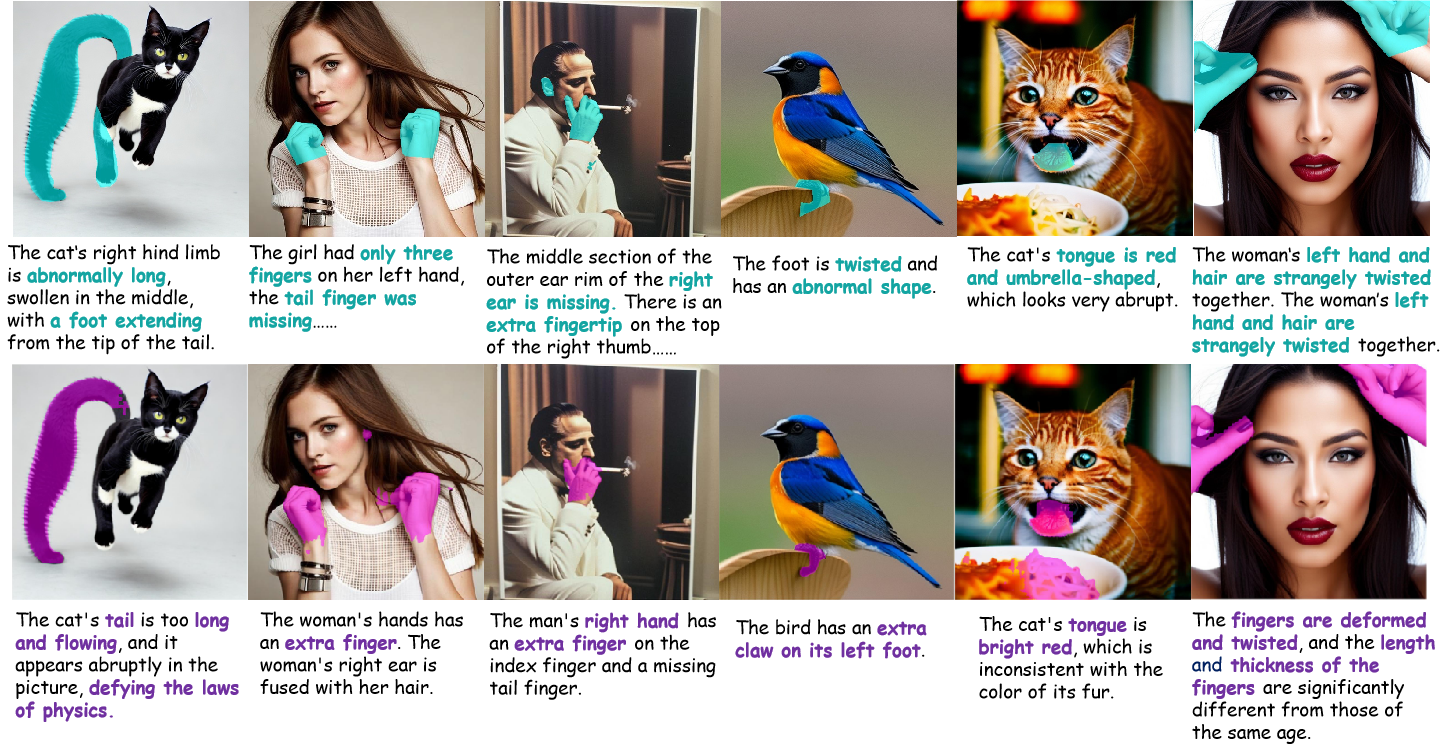 The cat's right hind limb
is abnormally long,
swollen in the middle,
with a foot extending
from the tip of the tail.
The girl had only three
fingers on her left hand,
the tail finger was
missing……
The middle section of the
outer ear rim of the right
ear is missing. There is an
extra fingertip on the top
of the right thumb……
The foot is twisted and
has an abnormal shape.
The cat's tongue is red
and umbrella-shaped,
which looks very abrupt.
The woman's left hand and
hair are strangely twisted
together. The woman's left
hand and hair are
strangely twisted together.
The cat's tail is too long
and flowing, and it
appears abruptly in the
picture, defying the laws
of physics.
The woman's hands has
an extra finger. The
woman's right ear is
fused with her hair.
The man's right hand has
an extra finger on the
index finger and a missing
tail finger.
The bird has an extra
claw on its left foot.
The cat's tongue is
bright red, which is
inconsistent with the
color of its fur.
The fingers are deformed
and twisted, and the length
and thickness of the
fingers are significantly
different from those of
the same age.